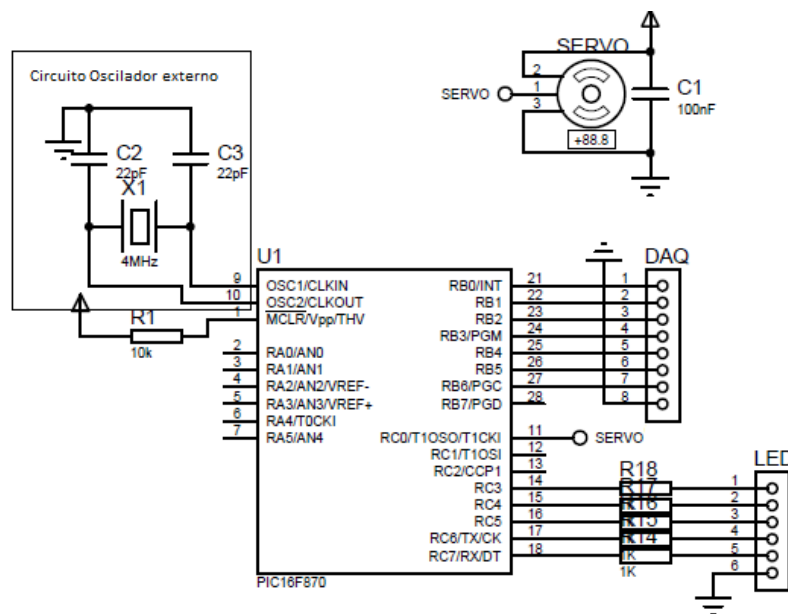 Circuito Oscilador externo
C2
22pF
C3
22pF
X1
4MHz
R1
10k
SERVO
2
1
3
SERVO
+88.8
C1
100nF
U1
9 OSC1/CLKIN
10 OSC2/CLKOUT
1 MCLR/Vpp/THV
2 RA0/AN0
3 RA1/AN1
4 RA2/AN2/VREF-
5 RA3/AN3/VREF+
6 RA4/T0CKI
7 RA5/AN4
RB0/INT 21
RB1 22
RB2 23
RB3/PGM 24
RB4 25
RB5 26
RB6/PGC 27
RB7/PGD 28
RC0/T1OSO/T1CKI 11 SERVO
RC1/T1OSI 12
RC2/CCP1 13
RC3 14
RC4 15
RC5 16
RC6/TX/CK 17
RC7/RX/DT 18
PIC16F870
DAQ
1
2
3
4
5
6
7
8
R18
R17
R16
R15
R14
1K
1K
LED
1
2
3
4
5
6